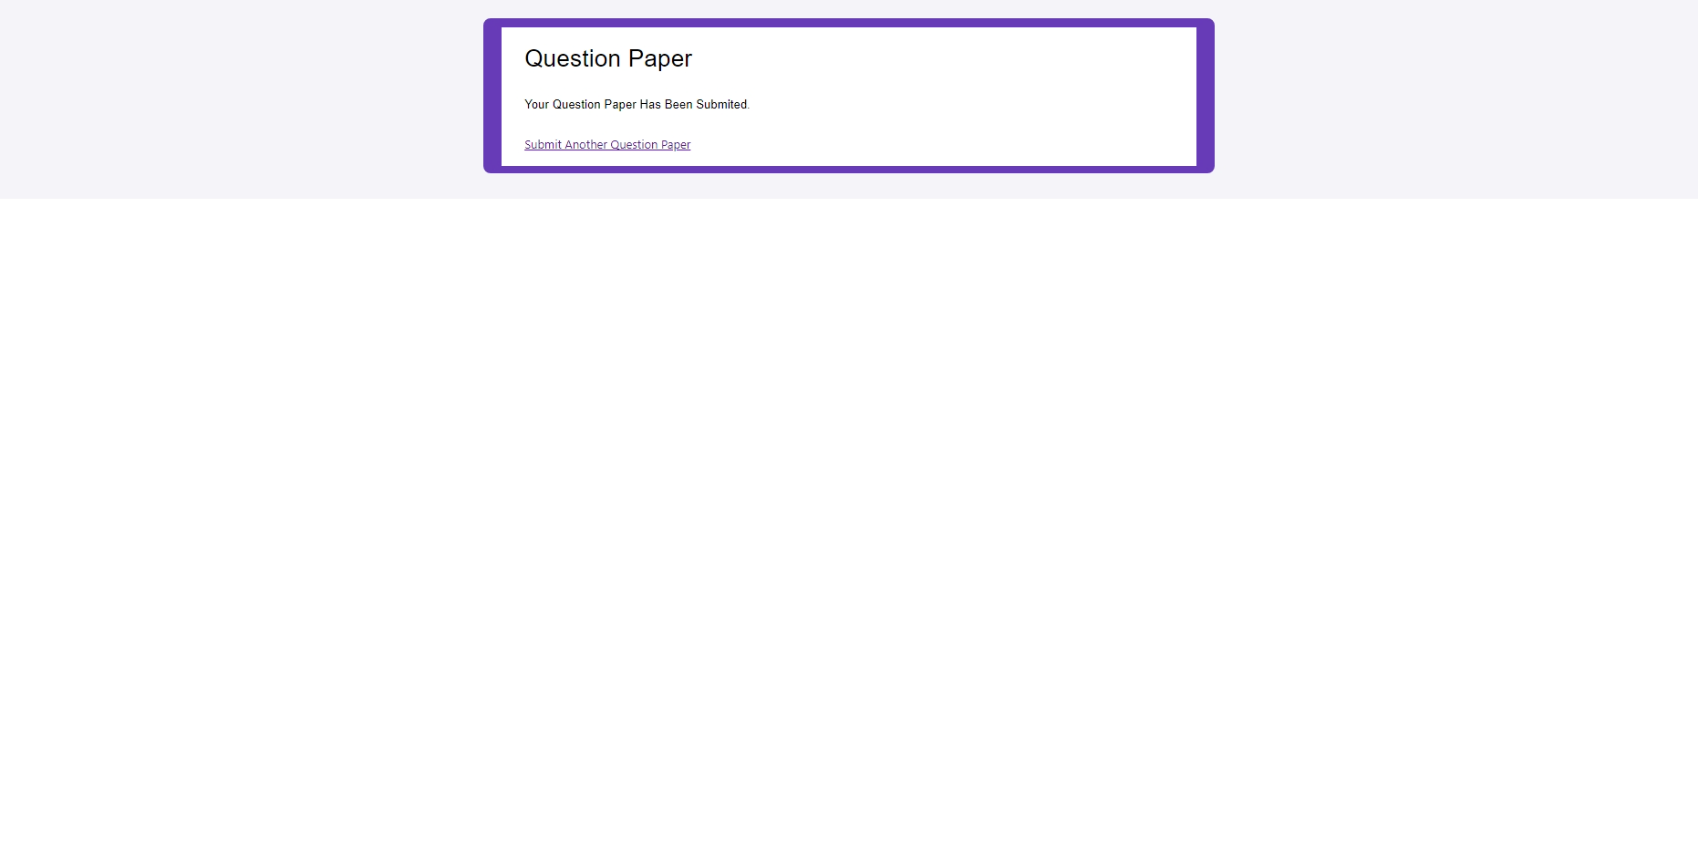 Question Paper
Your Question Paper Has Been Submited.
Submit Another Question Paper